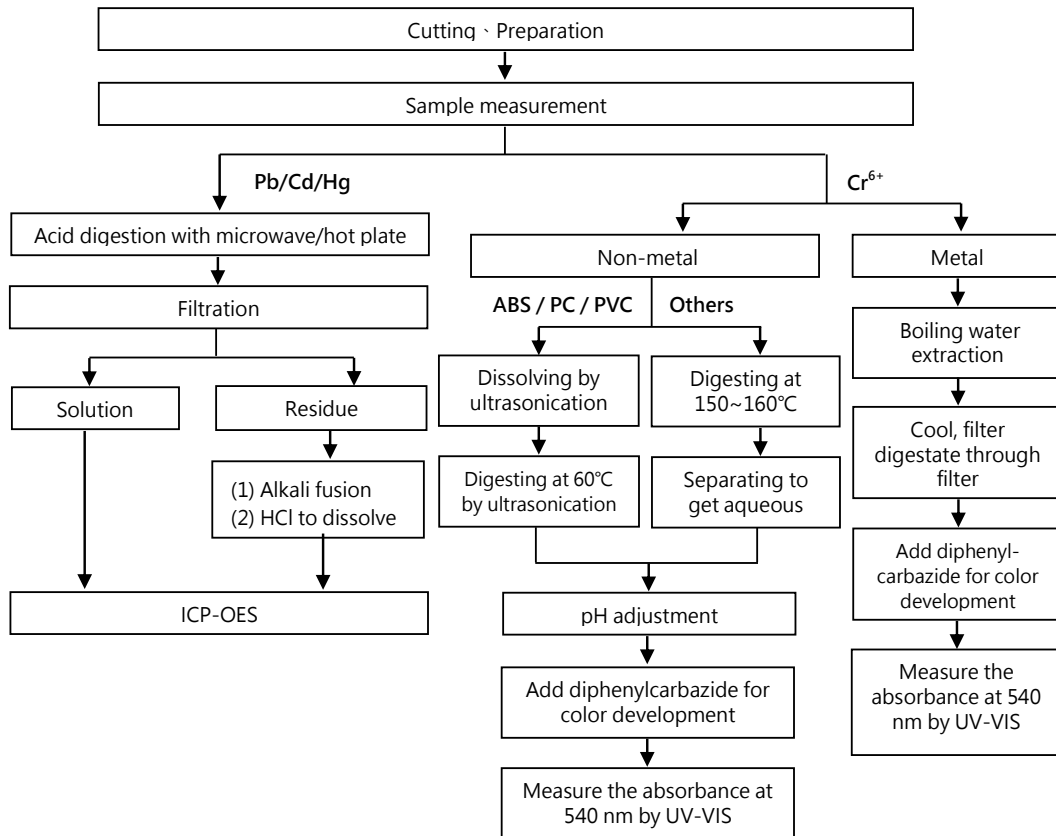 Cutting、Preparation
Sample measurement
Pb/Cd/Hg
Cr⁶⁺
Acid digestion with microwave/hot plate
Non-metal
Metal
Filtration
ABS / PC / PVC
Others
Boiling water
extraction
Solution
Residue
Dissolving by
ultrasonication
Digesting at
150~160℃
Cool, filter
digestate through
filter
(1) Alkali fusion
(2) HCl to dissolve
Digesting at 60℃
by ultrasonication
Separating to
get aqueous
Add diphenyl-
carbazide for color
development
ICP-OES
pH adjustment
Measure the
absorbance at 540
nm by UV-VIS
Add diphenylcarbazide for
color development
Measure the absorbance at
540 nm by UV-VIS